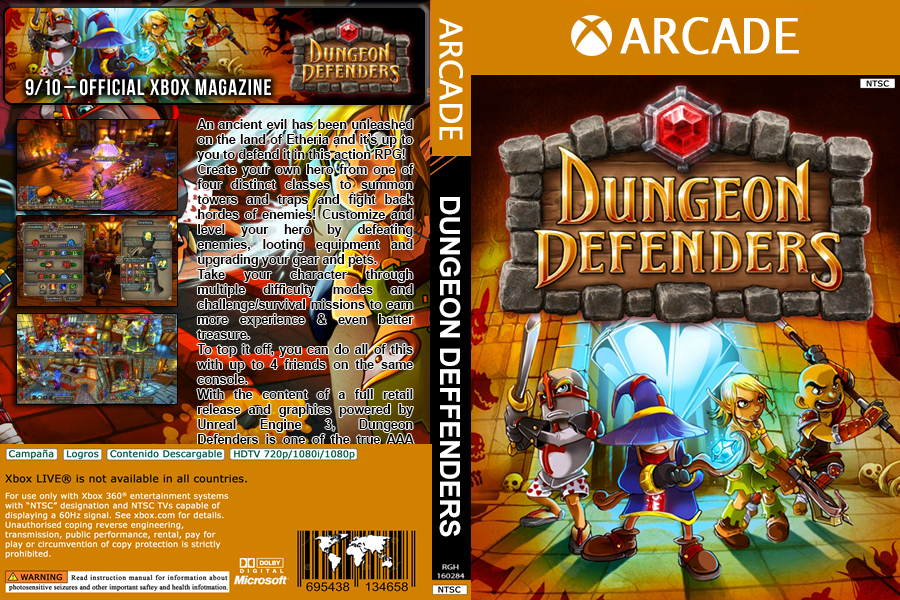 9/10 – OFFICIAL XBOX MAGAZINE
DUNGEON
DEFENDERS
An ancient evil has been unleashed
on the land of Etheria and it's up to
you to defend it in this action RPG!
Create your own hero from one of
four distinct classes to summon
towers and traps and fight back
hordes of enemies! Customize and
level your hero by defeating
enemies, looting equipment and
upgrading your gear and pets.
Take your character through
multiple difficulty modes and
challenge/survival missions to earn
more experience & even better
treasure.
To top it off, you can do all of this
with up to 4 friends on the same
console.
With the content of a full retail
release and graphics powered by
Unreal Engine 3, Dungeon
Defenders is one of the true AAA
Campaña
Logros
Contenido Descargable
HDTV 720p/1080i/1080p
Xbox LIVE® is not available in all countries.
For use only with Xbox 360® entertainment systems
with “NTSC” designation and NTSC TVs capable of
displaying a 60Hz signal. See xbox.com for details.
Unauthorised coping reverse engineering,
transmission, public performance, rental, pay for
play or circumvention of copy protection is strictly
prohibited.
WARNING Read instruction manual for information about
photosensitive seizures and other important saftey and health infotmation.
DOLBY
DIGITAL
Microsoft
695438 134658
ARCADE
DUNGEON DEFFENDERS
RGH
160284
NTSC
ARCADE
NTSC
DUNGEON
DEFENDERS